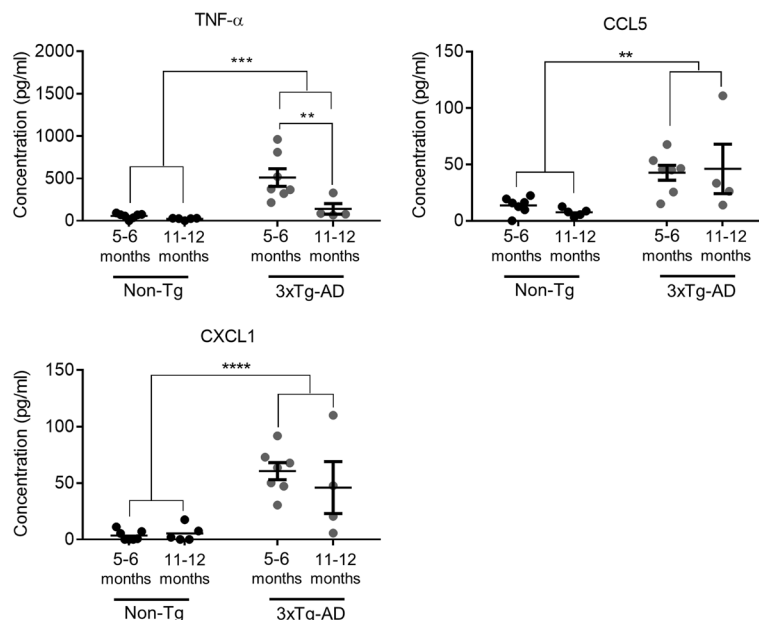 TNF-α
Concentration (pg/ml)
2000
1500
1000
500
0
***
**
5-6 months
11-12 months
5-6 months
11-12 months
Non-Tg
3xTg-AD
CCL5
Concentration (pg/ml)
150
100
50
0
**
5-6 months
11-12 months
5-6 months
11-12 months
Non-Tg
3xTg-AD
CXCL1
Concentration (pg/ml)
150
100
50
0
****
5-6 months
11-12 months
5-6 months
11-12 months
Non-Tg
3xTg-AD